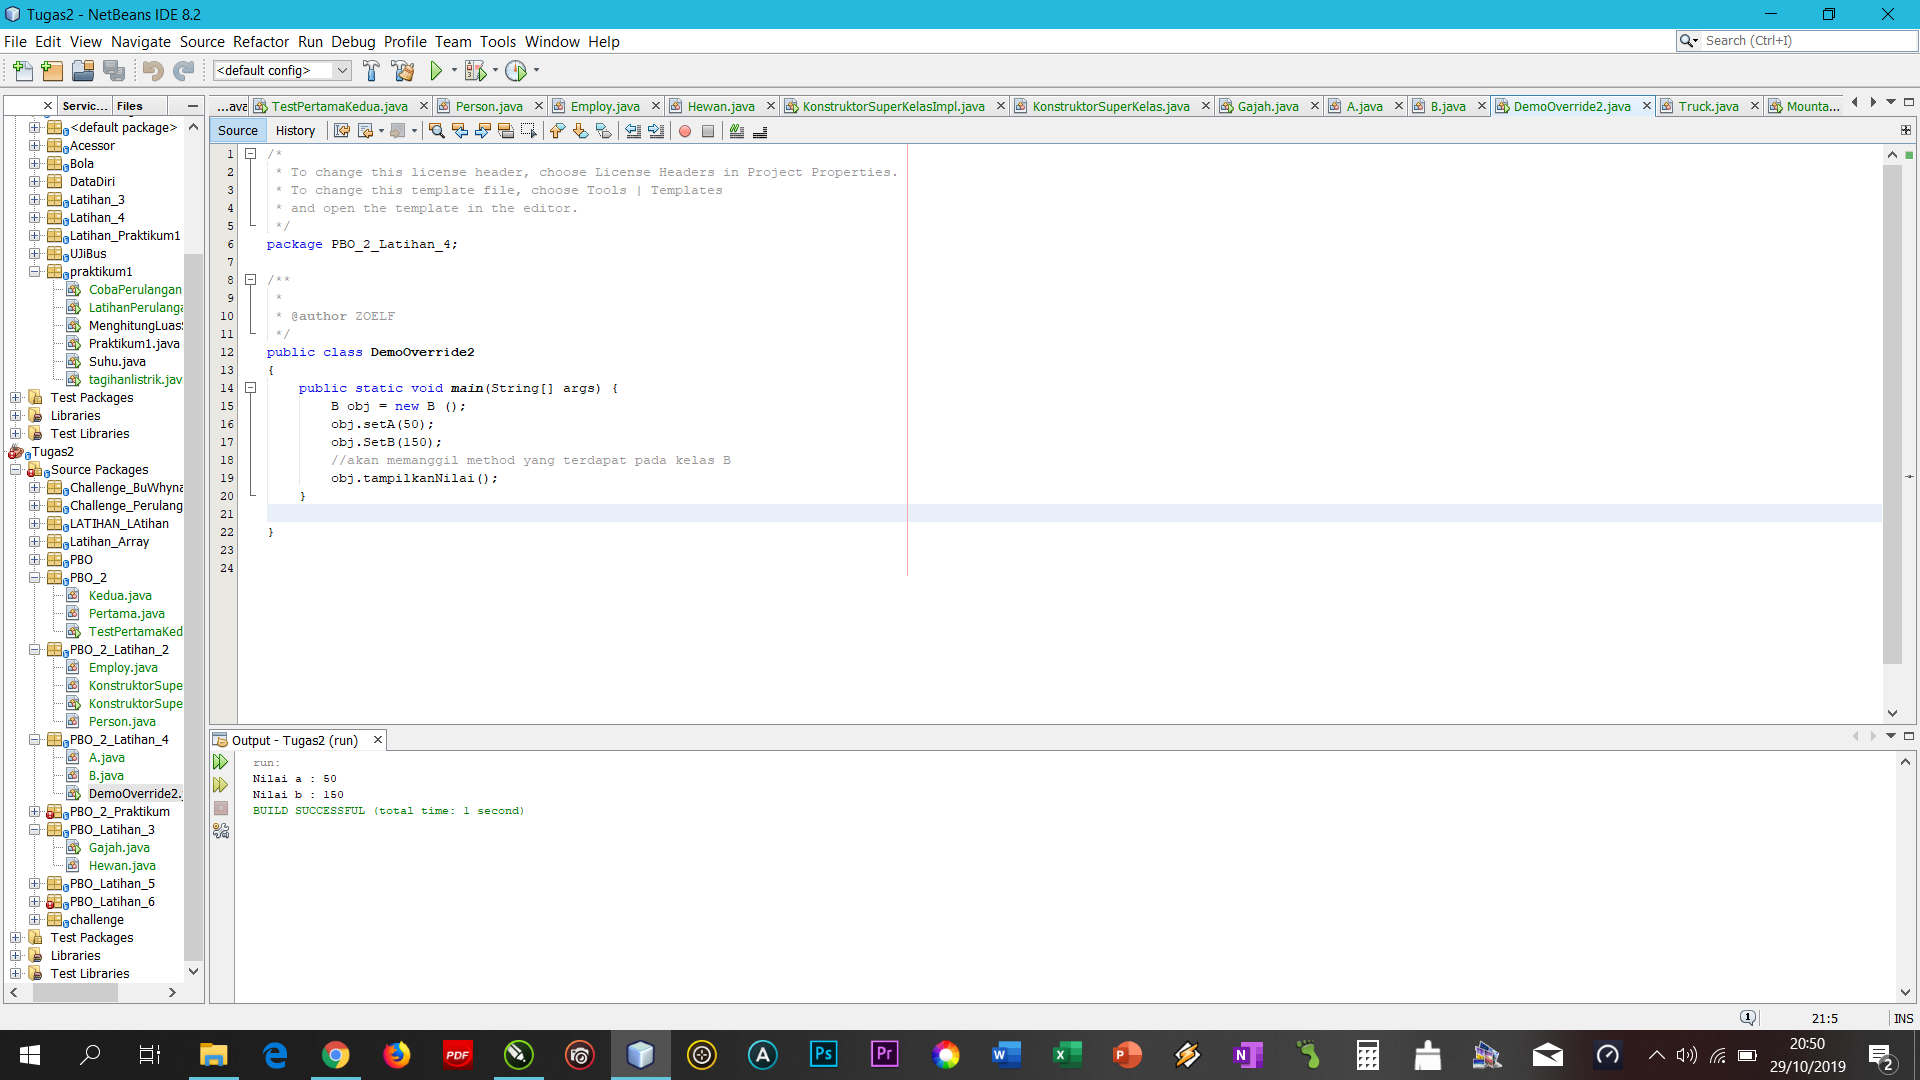 Tugas2 - NetBeans IDE 8.2
File Edit View Navigate Source Refactor Run Debug Profile Team Tools Window Help
Search (Ctrl+I)
<default config>
Servic... Files
...ava TestPertamaKedua.java Person.java Employ.java Hewan.java KonstruktorSuperKelasImpl.java KonstruktorSuperKelas.java Gajah.java A.java B.java DemoOverride2.java Truck.java Mounta...
Source History
<default package>
Acessor
Bola
DataDiri
Latihan_3
Latihan_4
Latihan_Praktikum1
UJiBus
praktikum1
CobaPerulangan
LatihanPerulanga
MenghitungLuas
Praktikum1.java
Suhu.java
tagihanlistrik.jav
Test Packages
Libraries
Test Libraries
Tugas2
Source Packages
Challenge_BuWhyna
Challenge_Perulang
LATIHAN_LAtihan
Latihan_Array
PBO
PBO_2
Kedua.java
Pertama.java
TestPertamaKed
PBO_2_Latihan_2
Employ.java
KonstruktorSupe
KonstruktorSupe
Person.java
PBO_2_Latihan_4
A.java
B.java
DemoOverride2.
PBO_2_Praktikum
PBO_Latihan_3
Gajah.java
Hewan.java
PBO_Latihan_5
PBO_Latihan_6
challenge
Test Packages
Libraries
Test Libraries
1 /*
2 * To change this license header, choose License Headers in Project Properties.
3 * To change this template file, choose Tools | Templates
4 * and open the template in the editor.
5 */
6 package PBO_2_Latihan_4;
7
8 /**
9 *
10 * @author ZOELF
11 */
12 public class DemoOverride2
13 {
14 public static void main(String[] args) {
15 B obj = new B ();
16 obj.setA(50);
17 obj.SetB(150);
18 //akan memanggil method yang terdapat pada kelas B
19 obj.tampilkanNilai();
20 }
21
22 }
23
24
Output - Tugas2 (run)
run:
Nilai a : 50
Nilai b : 150
BUILD SUCCESSFUL (total time: 1 second)
1 21:5 INS
PDF Ps Pr W X P N
20:50
29/10/2019
2